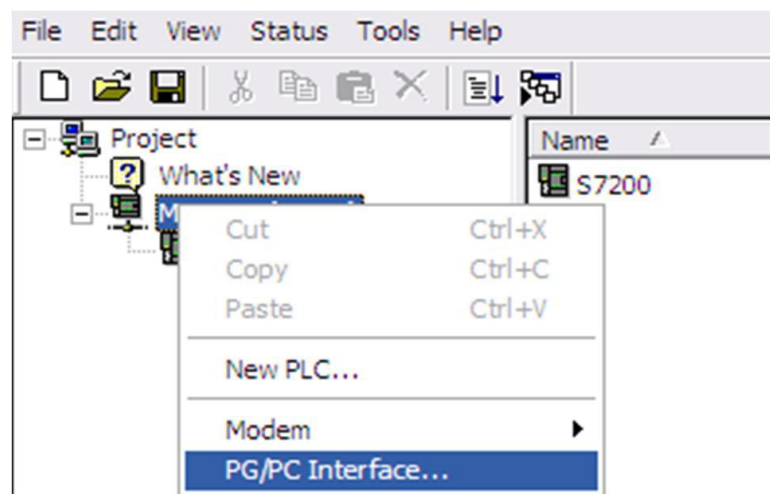 File Edit View Status Tools Help
Project
Name
What's New
S7200
Cut Ctrl+X
Copy Ctrl+C
Paste Ctrl+V
New PLC...
Modem
PG/PC Interface...